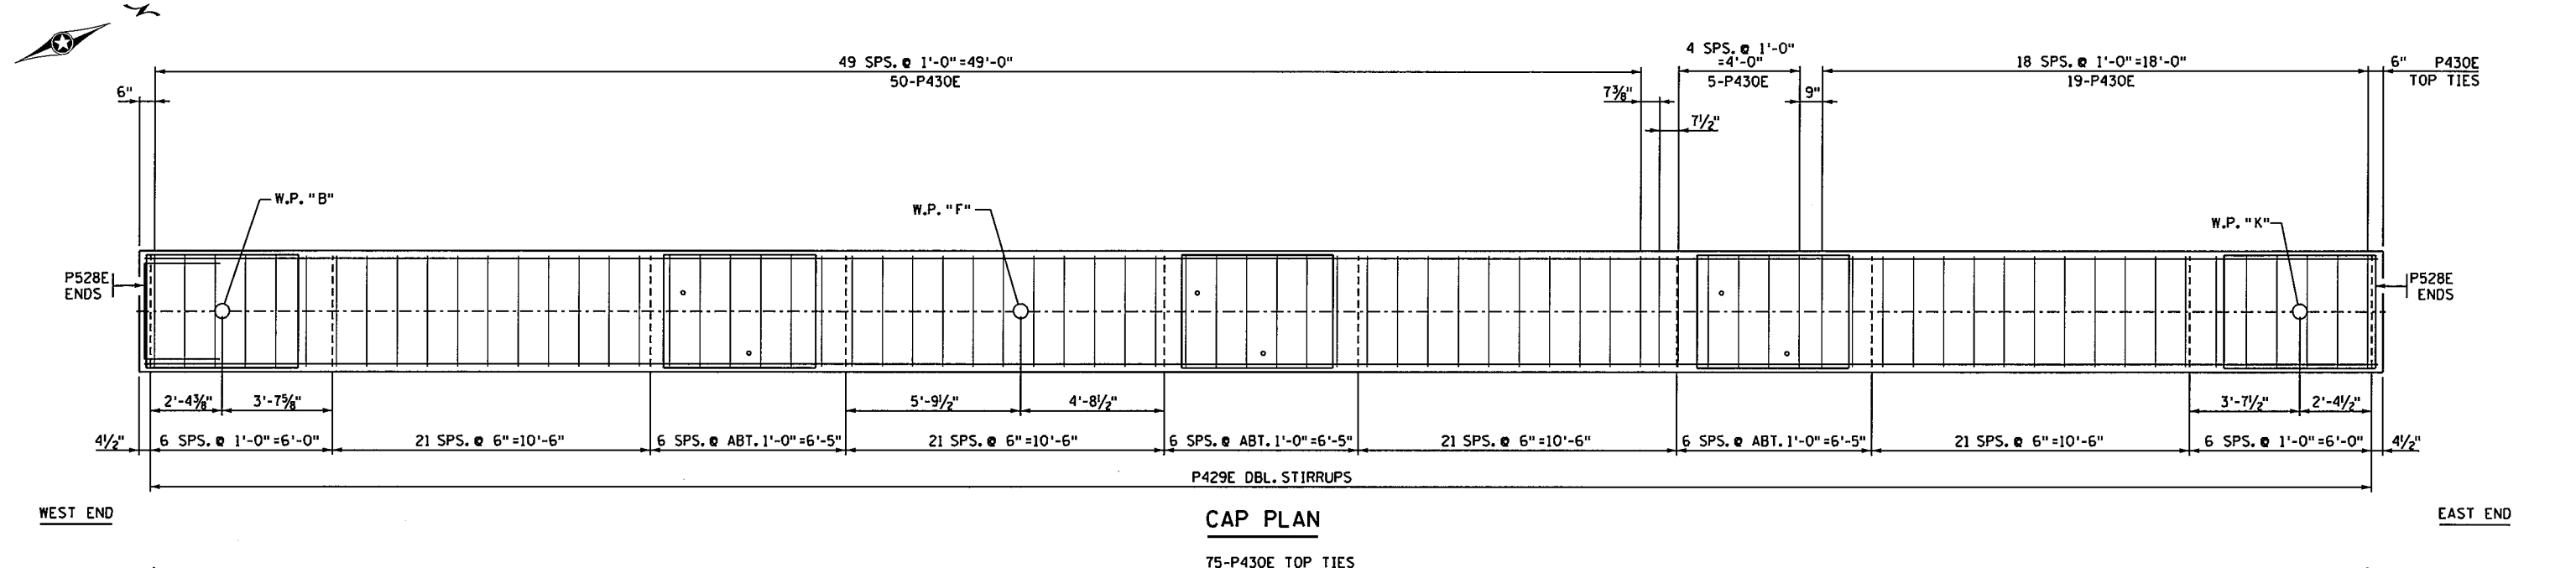 4 SPS. @ 1'-0"
49 SPS. @ 1'-0"=49'-0"
=4'-0"
18 SPS. @ 1'-0"=18'-0"
6"
P430E
50-P430E
5-P430E
19-P430E
TOP TIES
6"
7⅜"
9"
7½"
W.P. "B"
W.P. "F"
W.P. "K"
P528E
ENDS
P528E
ENDS
2'-4⅜"
3'-7⅝"
5'-9½"
4'-8½"
3'-7½"
2'-4½"
4½"
6 SPS. @ 1'-0"=6'-0"
21 SPS. @ 6"=10'-6"
6 SPS. @ ABT. 1'-0"=6'-5"
21 SPS. @ 6"=10'-6"
6 SPS. @ ABT. 1'-0"=6'-5"
21 SPS. @ 6"=10'-6"
6 SPS. @ ABT. 1'-0"=6'-5"
21 SPS. @ 6"=10'-6"
6 SPS. @ 1'-0"=6'-0"
4½"
P429E DBL. STIRRUPS
WEST END
CAP PLAN
EAST END
75-P430E TOP TIES